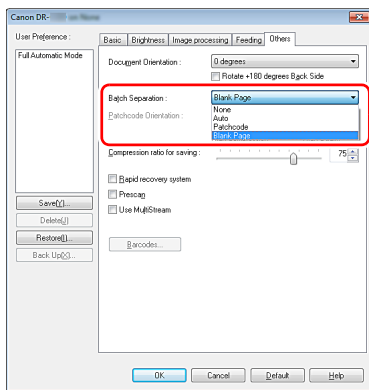 Canon DR-
User Preference :
Full Automatic Mode
Save(Y)...
Delete(J)
Restore(I)...
Back Up(X)...
Basic Brightness Image processing Feeding Others
Document Orientation : 0 degrees
Rotate +180 degrees Back Side
Batch Separation : Blank Page
None
Patchcode Orientation : Auto
Patchcode
Blank Page
Compression ratio for saving : 75
Rapid recovery system
Prescan
Use MultiStream
Barcodes...
OK Cancel Default Help